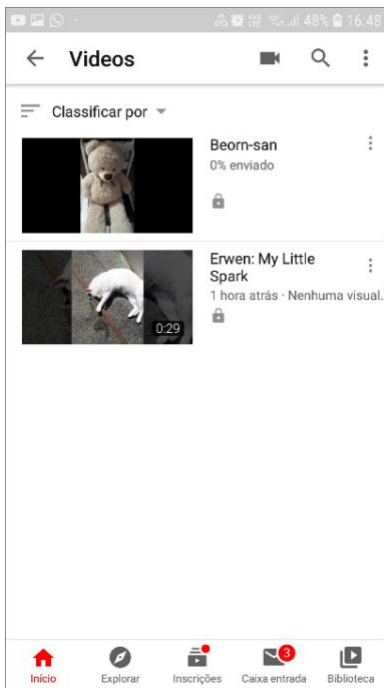 48% 16:48
Videos
Classificar por
Beorn-san
0% enviado
Erwen: My Little
Spark
1 hora atrás · Nenhuma visual.
0:29
3
Início Explorar Inscrições Caixa entrada Biblioteca